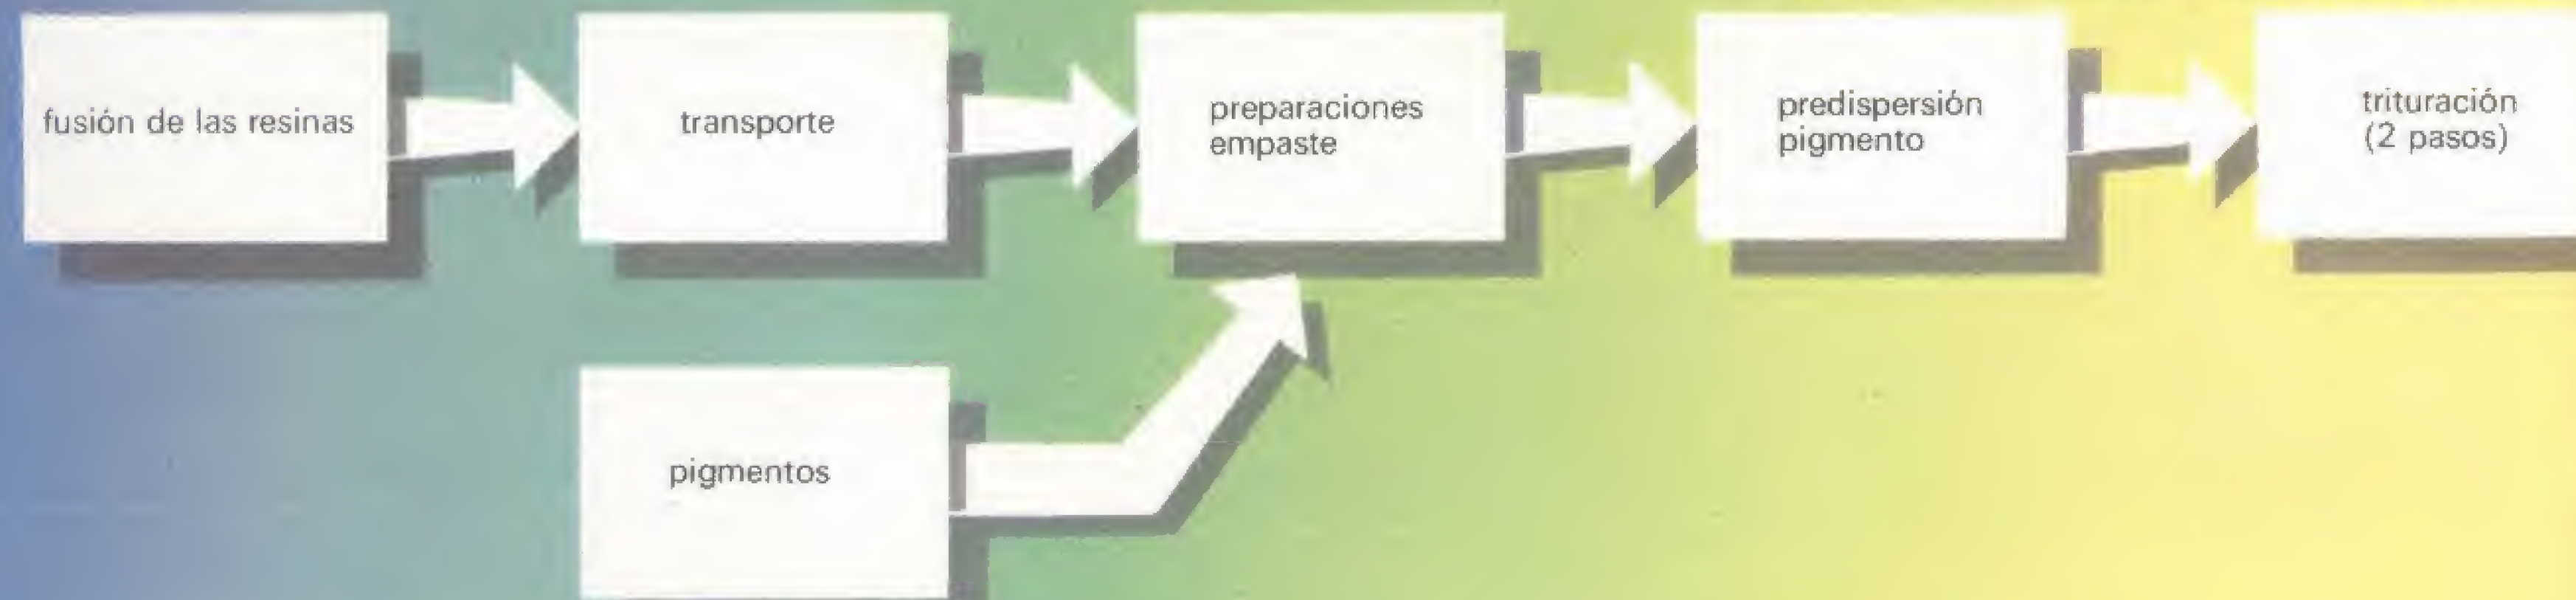 fusión de las resinas
transporte
preparaciones
empaste
predispersión
pigmento
trituración
(2 pasos)
pigmentos